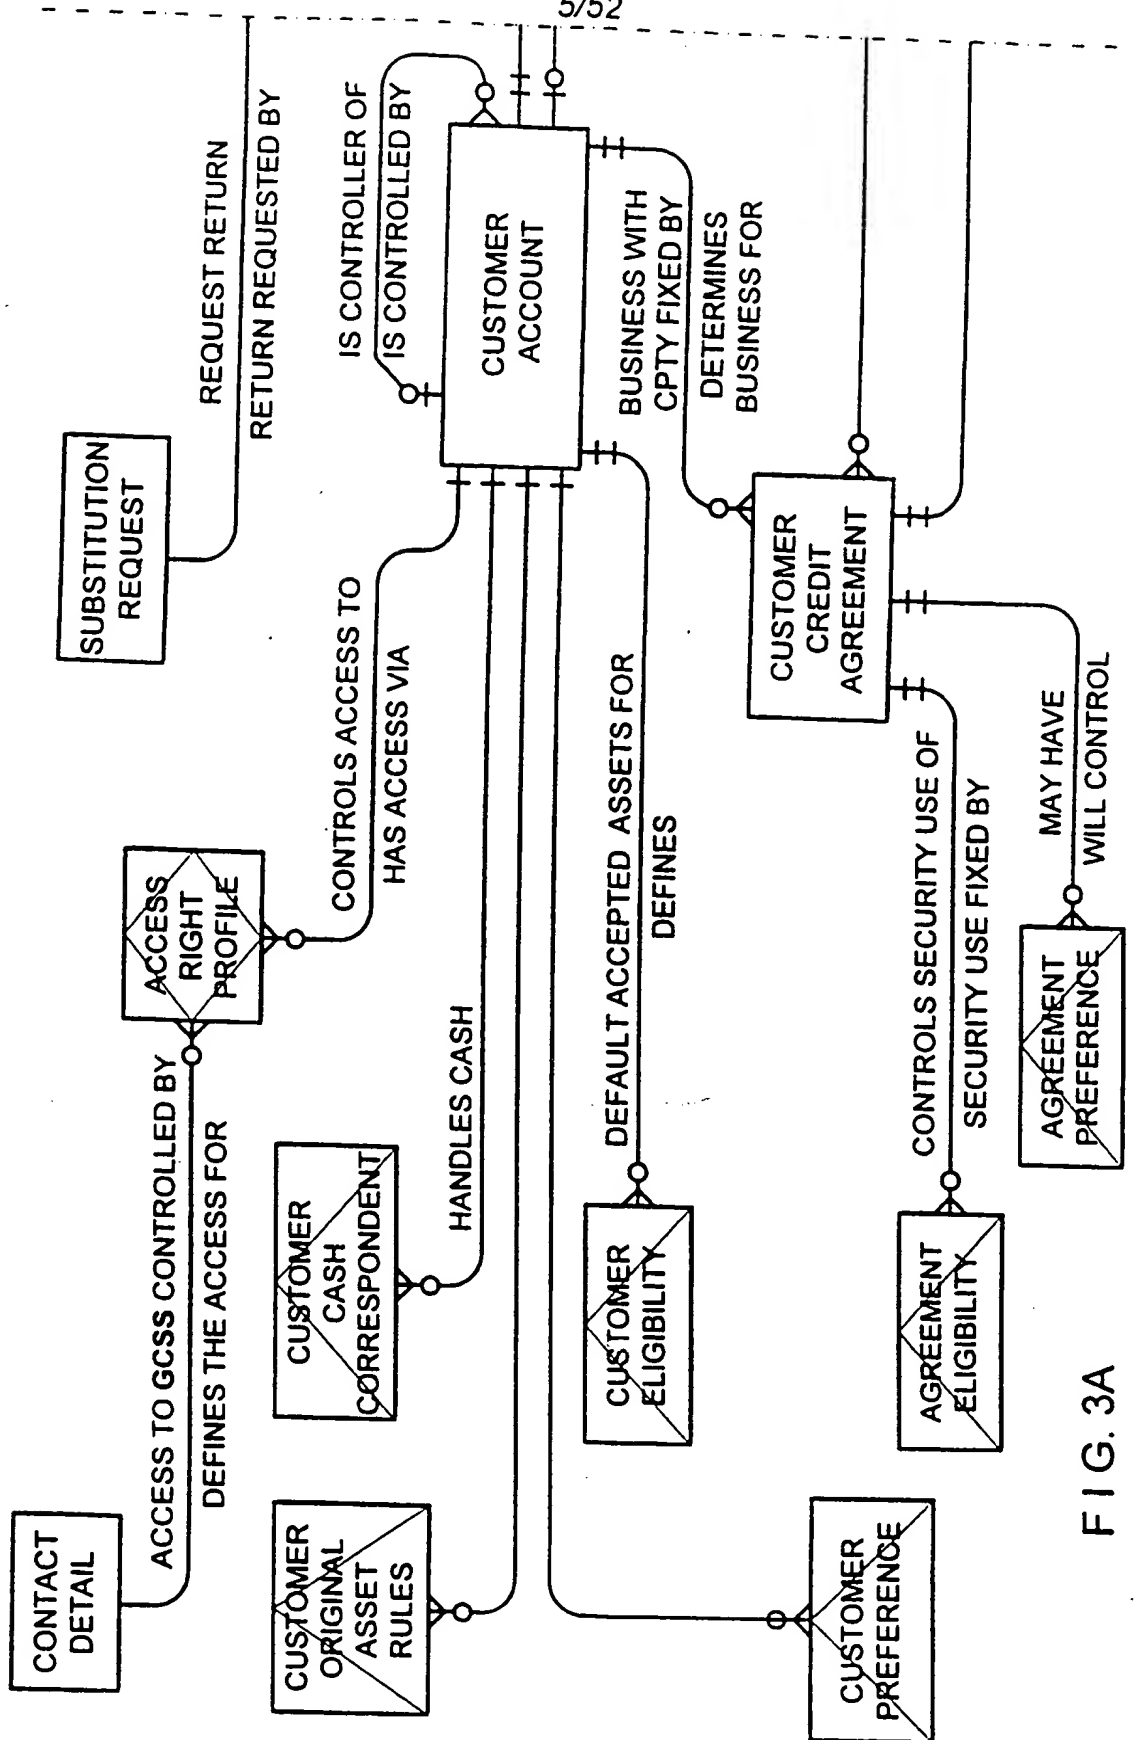 5/52
CONTACT
DETAIL
ACCESS TO GCSS CONTROLLED BY
DEFINES THE ACCESS FOR
ACCESS
RIGHT
PROFILE
SUBSTITUTION
REQUEST
REQUEST RETURN
RETURN REQUESTED BY
CONTROLS ACCESS TO
HAS ACCESS VIA
IS CONTROLLER OF
IS CONTROLLED BY
CUSTOMER
ORIGINAL
ASSET
RULES
CUSTOMER
CASH
CORRESPONDENT
HANDLES CASH
CUSTOMER
ACCOUNT
CUSTOMER
ELIGIBILITY
DEFAULT ACCEPTED ASSETS FOR
DEFINES
BUSINESS WITH
CPTY FIXED BY
DETERMINES
BUSINESS FOR
CUSTOMER
PREFERENCE
AGREEMENT
ELIGIBILITY
CONTROLS SECURITY USE OF
SECURITY USE FIXED BY
CUSTOMER
CREDIT
AGREEMENT
AGREEMENT
PREFERENCE
MAY HAVE
WILL CONTROL
FIG. 3A